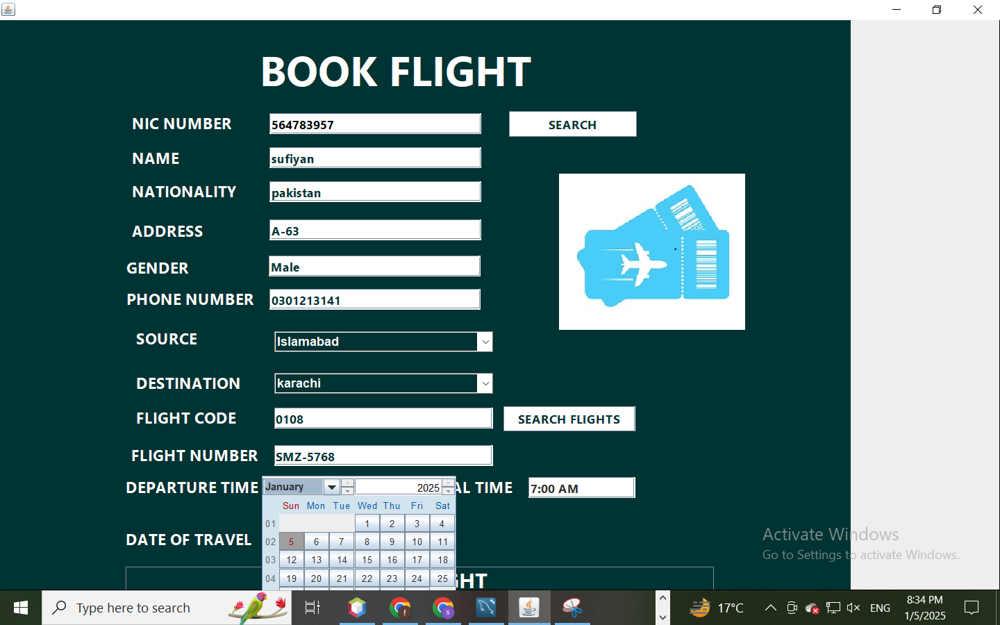 BOOK FLIGHT
NIC NUMBER 564783957 SEARCH
NAME sufiyan
NATIONALITY pakistan
ADDRESS A-63
GENDER Male
PHONE NUMBER 0301213141
SOURCE Islamabad
DESTINATION karachi
FLIGHT CODE 0108 SEARCH FLIGHTS
FLIGHT NUMBER SMZ-5768
DEPARTURE TIME January 2025 AL TIME 7:00 AM
Sun Mon Tue Wed Thu Fri Sat
01 1 2 3 4
DATE OF TRAVEL 02 5 6 7 8 9 10 11
03 12 13 14 15 16 17 18
04 19 20 21 22 23 24 25
GHT
Activate Windows
Go to Settings to activate Windows.
Type here to search
f
s
17°C
ENG
8:34 PM
1/5/2025